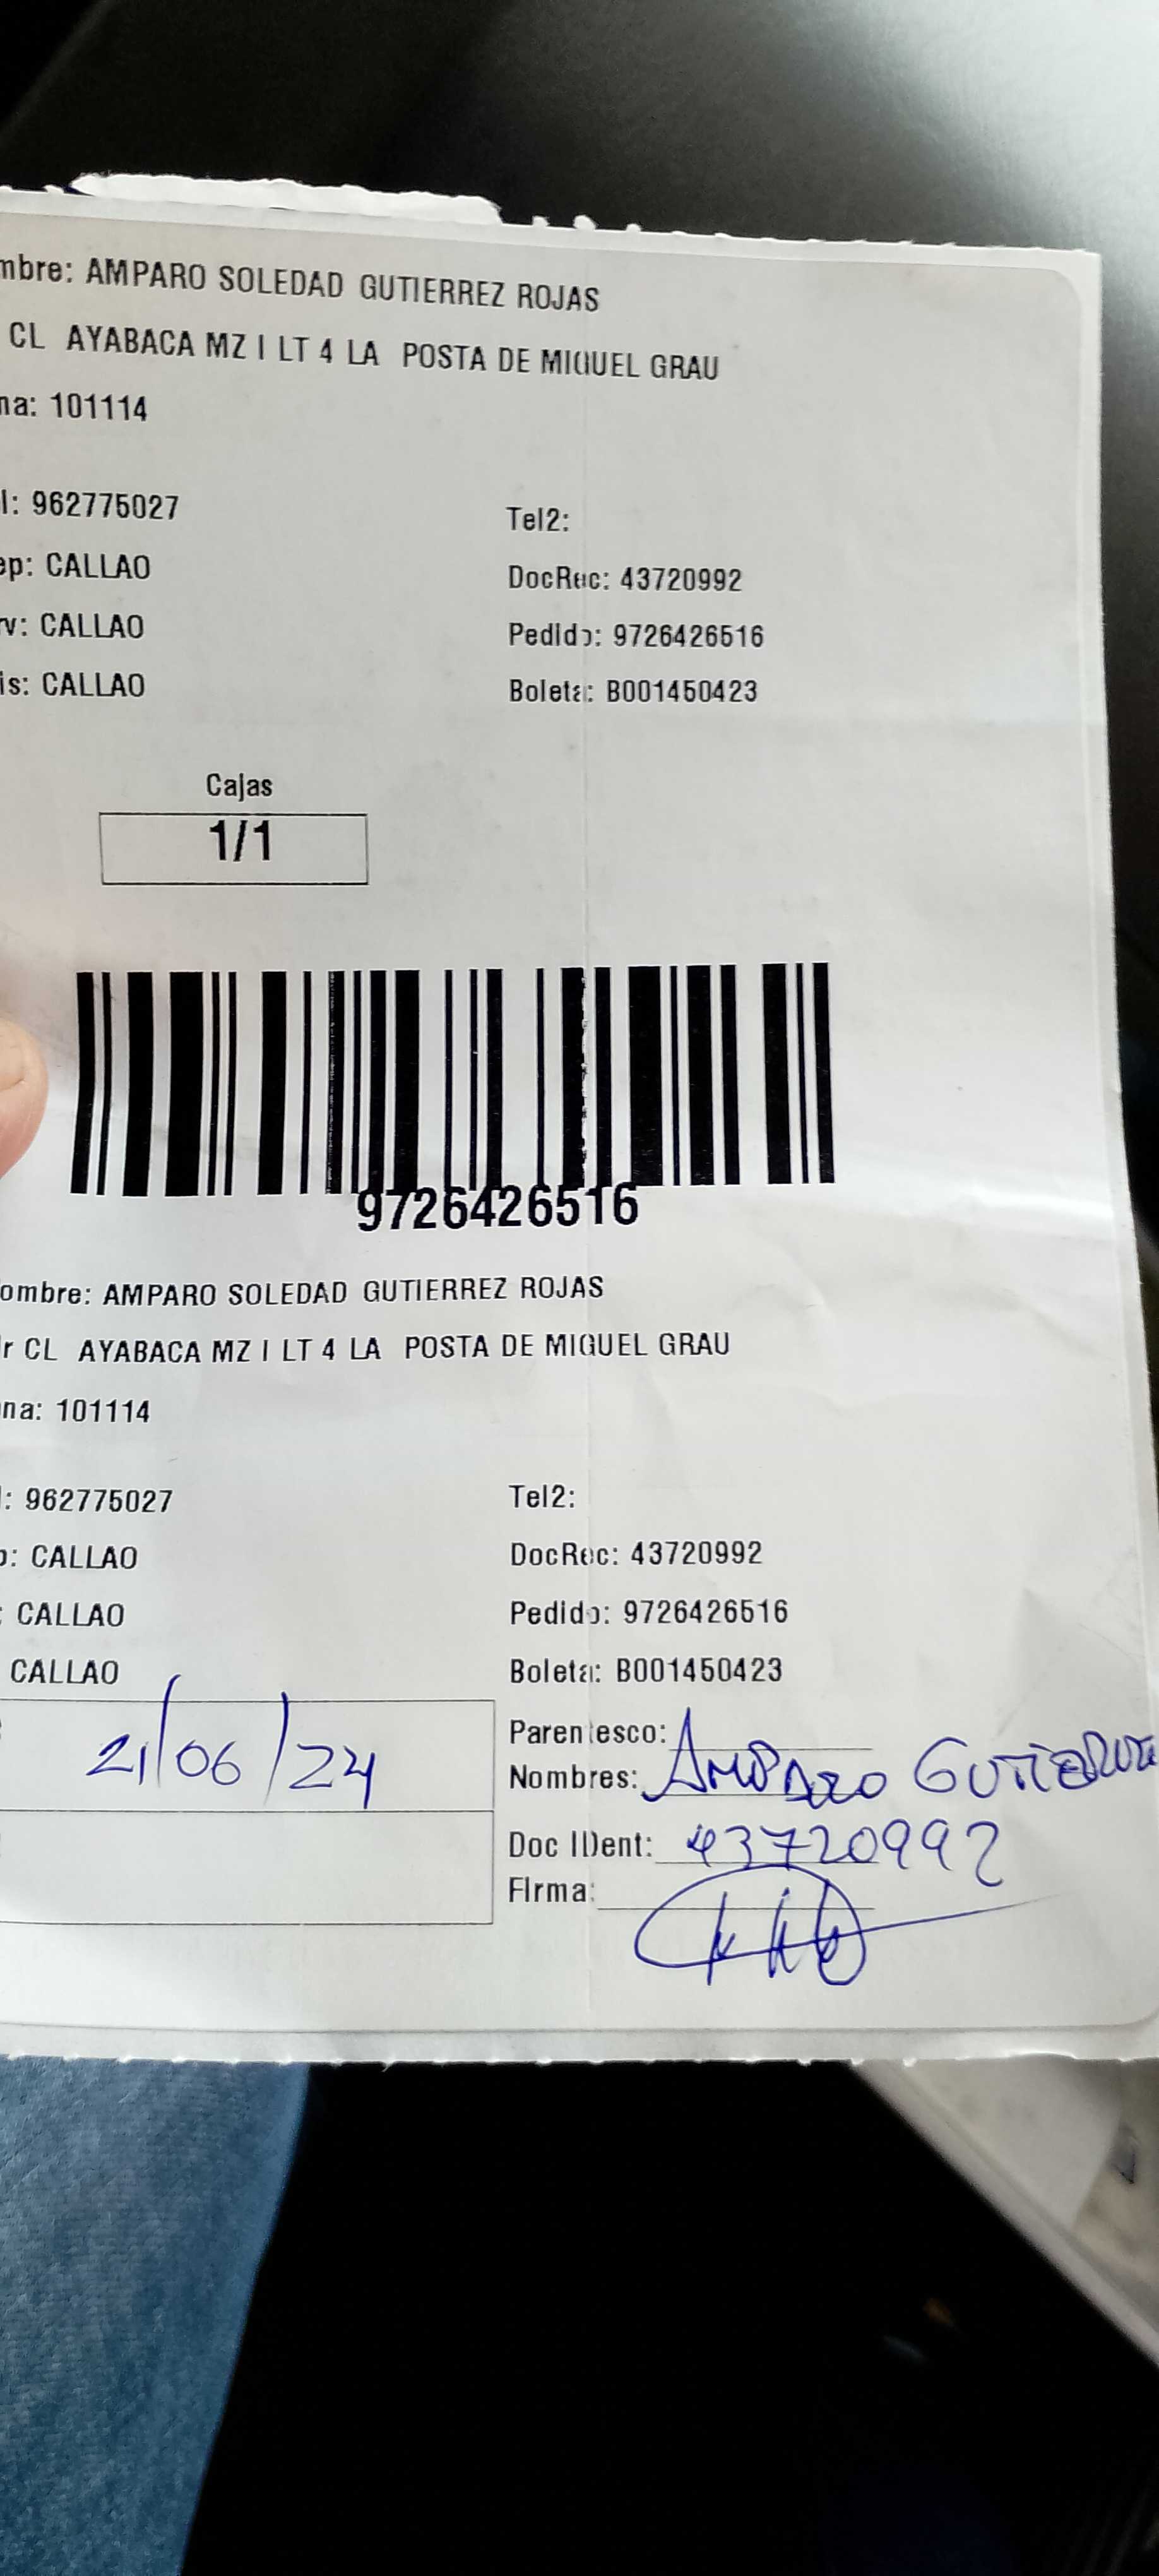 mbre: AMPARO SOLEDAD GUTIERREZ ROJAS
CL AYABACA MZ I LT 4 LA POSTA DE MIGUEL GRAU
na: 101114
l: 962775027 Tel2:
ep: CALLAO DocRec: 43720992
rv: CALLAO Pedido: 9726426516
is: CALLAO Boleta: B001450423
Cajas
1/1
9726426516
ombre: AMPARO SOLEDAD GUTIERREZ ROJAS
ir CL AYABACA MZ I LT 4 LA POSTA DE MIGUEL GRAU
na: 101114
l: 962775027 Tel2:
o: CALLAO DocRec: 43720992
: CALLAO Pedido: 9726426516
CALLAO Boleta: B001450423
21/06/24 Parentesco:
Nombres: AMPARO GUTIERREZ
Doc IDent: 43720992
Firma: